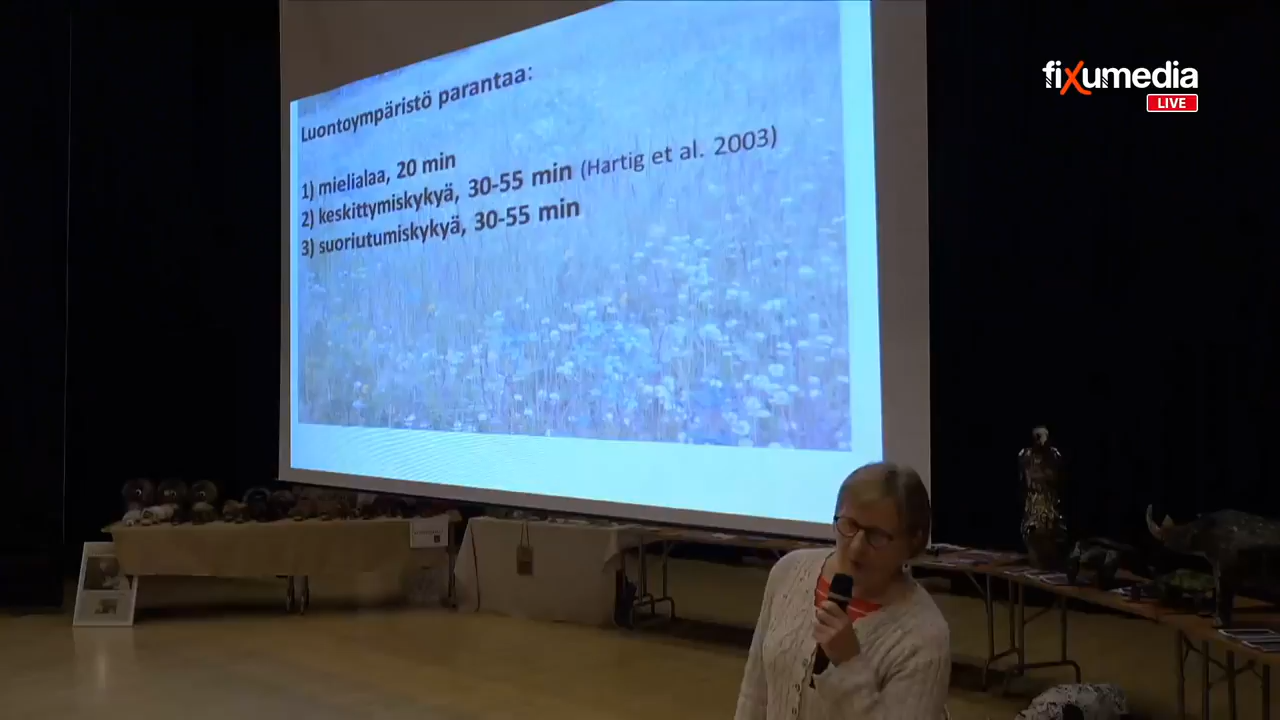 fixumedia
LIVE
Luontoympäristö parantaa:
1) mielialaa, 20 min
2) keskittymiskykyä, 30-55 min (Hartig et al. 2003)
3) suoriutumiskykyä, 30-55 min